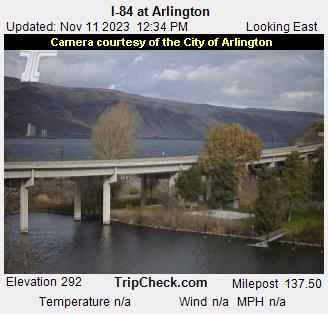 I-84 at Arlington
Updated: Nov 11 2023 12:34 PM Looking East
Camera courtesy of the City of Arlington
Elevation 292 TripCheck.com Milepost 137.50
Temperature n/a Wind n/a MPH n/a